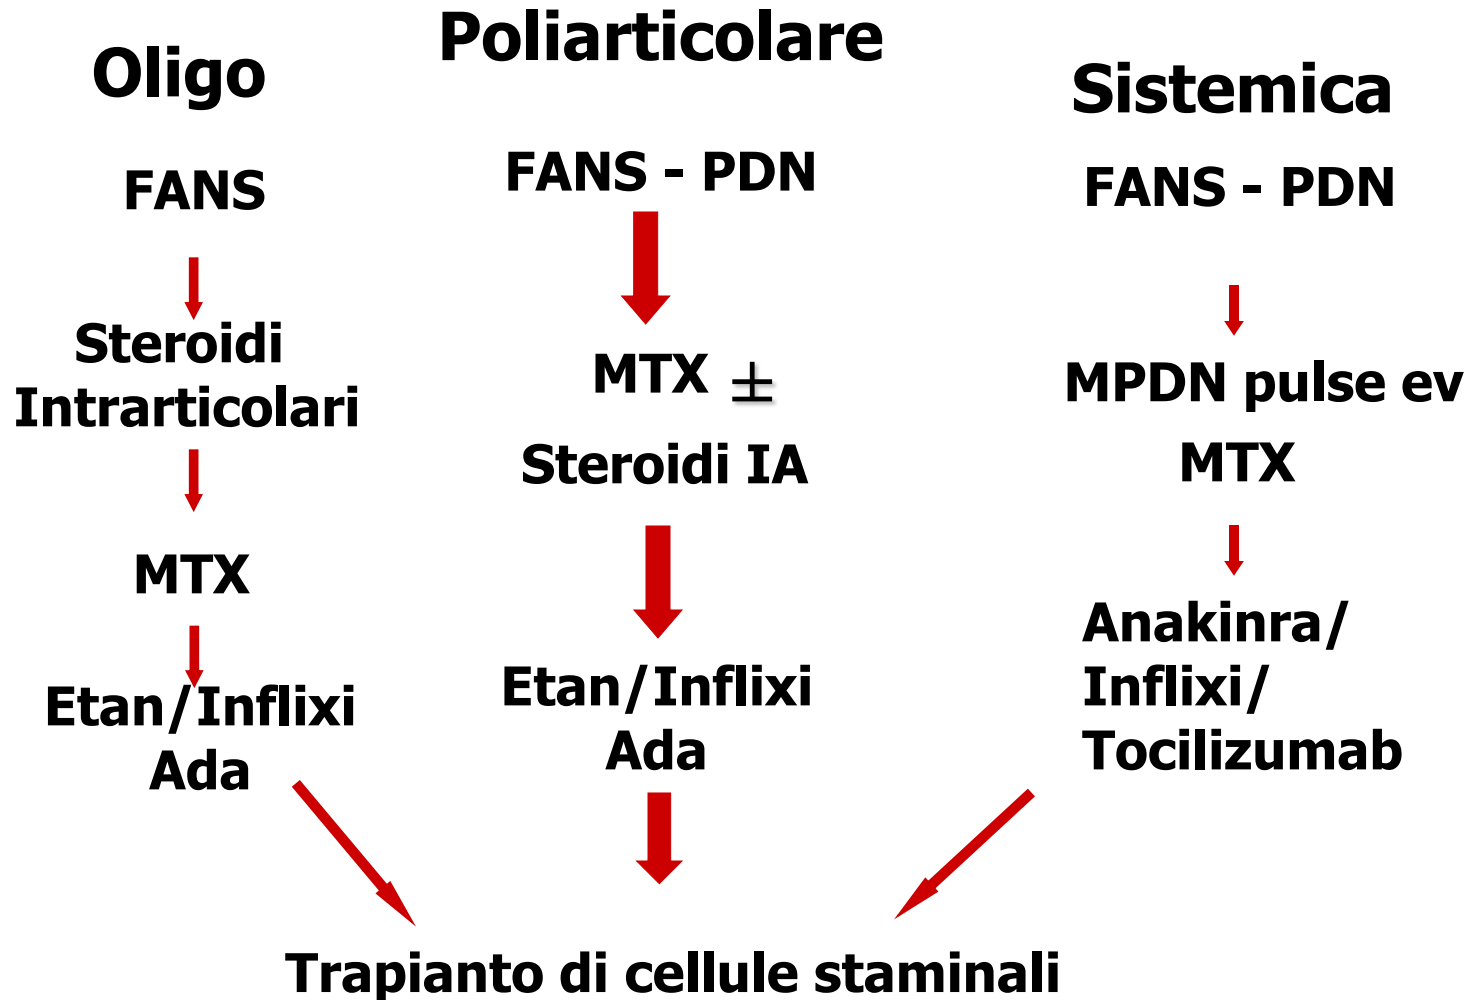 Oligo
FANS
Steroidi
Intrarticolari
MTX
Etan/Inflixi
Ada
Poliarticolare
FANS - PDN
MTX ±
Steroidi IA
Etan/Inflixi
Ada
Sistemica
FANS - PDN
MPDN pulse ev
MTX
Anakinra/
Inflixi/
Tocilizumab
Trapianto di cellule staminali